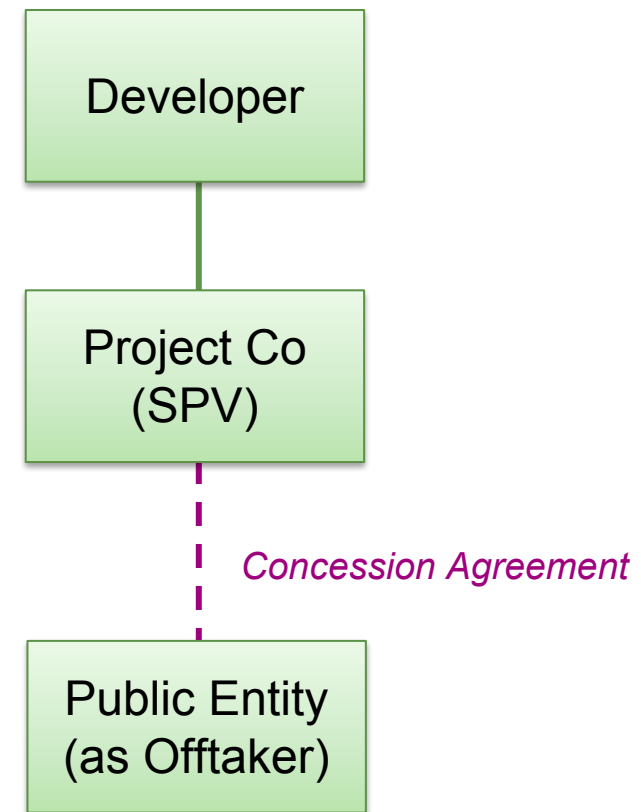 Developer
Project Co
(SPV)
Concession Agreement
Public Entity
(as Offtaker)